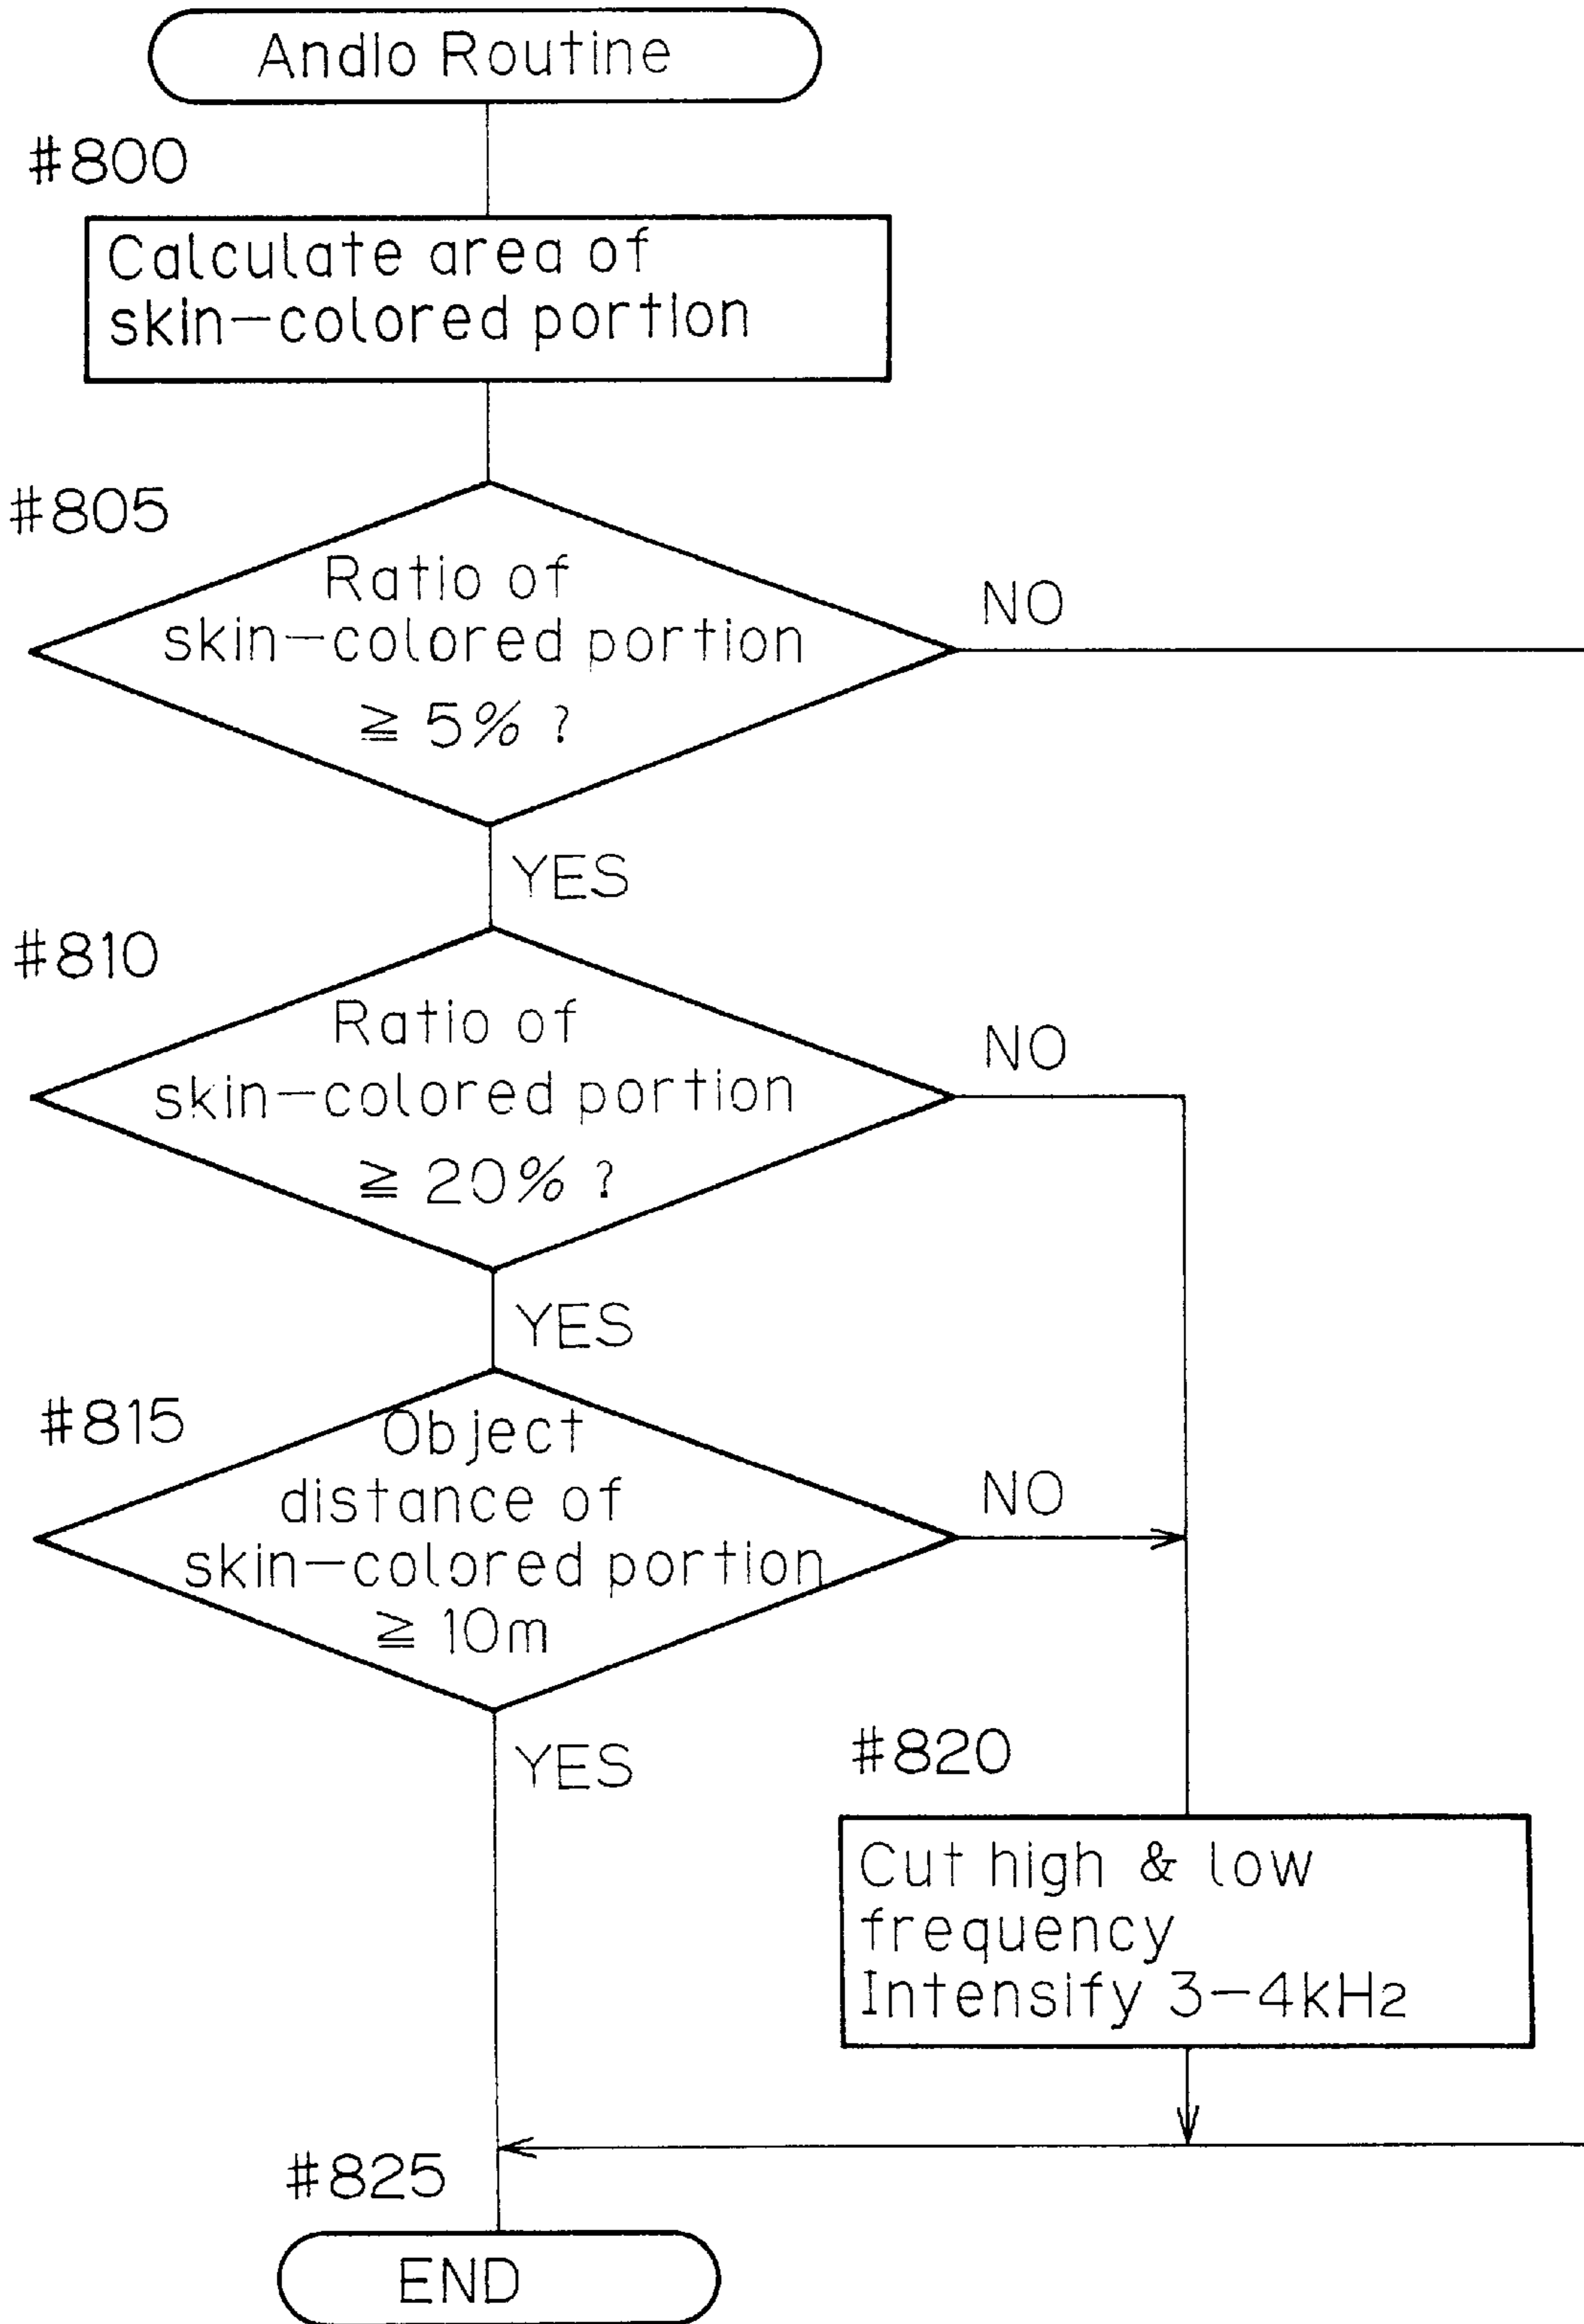 Andio Routine
#800
Calculate area of
skin-colored portion
#805
Ratio of
skin-colored portion
≧ 5% ?
NO
YES
#810
Ratio of
skin-colored portion
≧ 20% ?
NO
YES
#815
Object
distance of
skin-colored portion
≧ 10m
NO
YES
#820
Cut high & low
frequency
Intensify 3-4kHz
#825
END